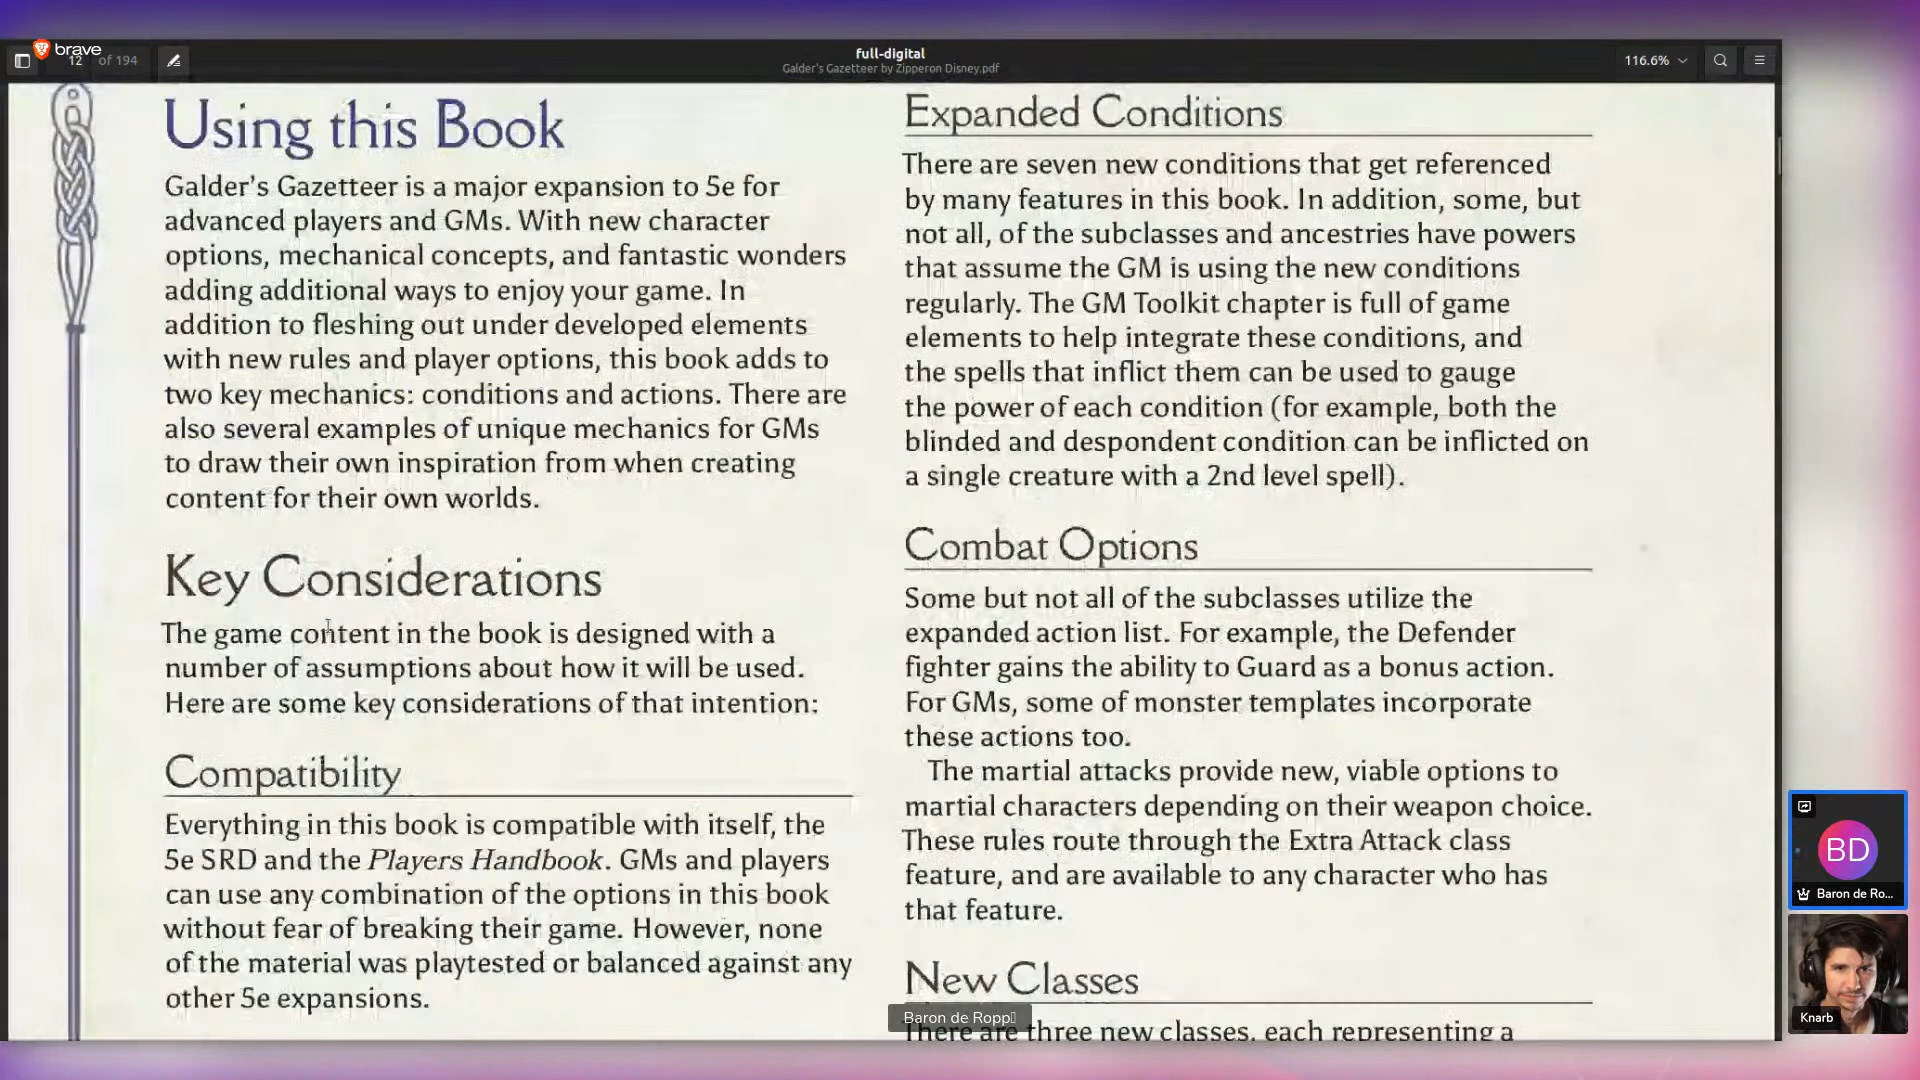 brave
12 of 194
full-digital
Galder's Gazetteer by Zipperon Disney.pdf
116.6%
Using this Book
Galder's Gazetteer is a major expansion to 5e for
advanced players and GMs. With new character
options, mechanical concepts, and fantastic wonders
adding additional ways to enjoy your game. In
addition to fleshing out under developed elements
with new rules and player options, this book adds to
two key mechanics: conditions and actions. There are
also several examples of unique mechanics for GMs
to draw their own inspiration from when creating
content for their own worlds.
Key Considerations
The game content in the book is designed with a
number of assumptions about how it will be used.
Here are some key considerations of that intention:
Compatibility
Everything in this book is compatible with itself, the
5e SRD and the Players Handbook. GMs and players
can use any combination of the options in this book
without fear of breaking their game. However, none
of the material was playtested or balanced against any
other 5e expansions.
Expanded Conditions
There are seven new conditions that get referenced
by many features in this book. In addition, some, but
not all, of the subclasses and ancestries have powers
that assume the GM is using the new conditions
regularly. The GM Toolkit chapter is full of game
elements to help integrate these conditions, and
the spells that inflict them can be used to gauge
the power of each condition (for example, both the
blinded and despondent condition can be inflicted on
a single creature with a 2nd level spell).
Combat Options
Some but not all of the subclasses utilize the
expanded action list. For example, the Defender
fighter gains the ability to Guard as a bonus action.
For GMs, some of monster templates incorporate
these actions too.
The martial attacks provide new, viable options to
martial characters depending on their weapon choice.
These rules route through the Extra Attack class
feature, and are available to any character who has
that feature.
New Classes
There are three new classes, each representing a
Baron de Ropp
BD
Baron de Ro...
Knarb